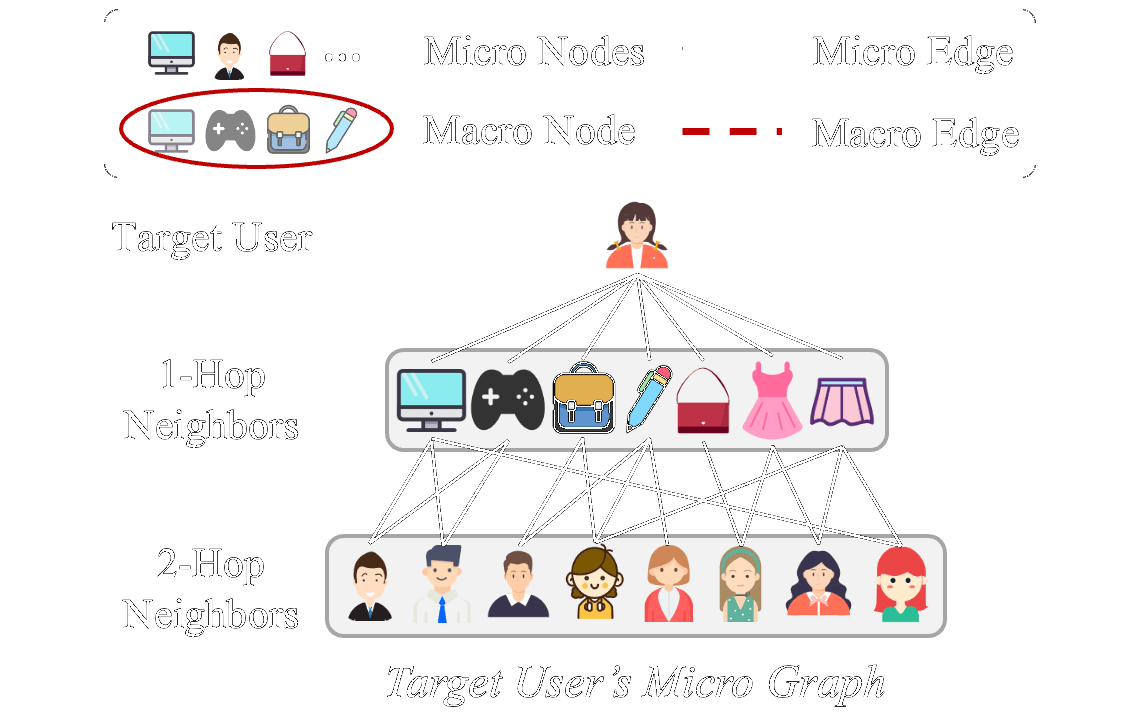 ... Micro Nodes Micro Edge
Macro Node Macro Edge
Target User
1-Hop
Neighbors
2-Hop
Neighbors
Target User's Micro Graph